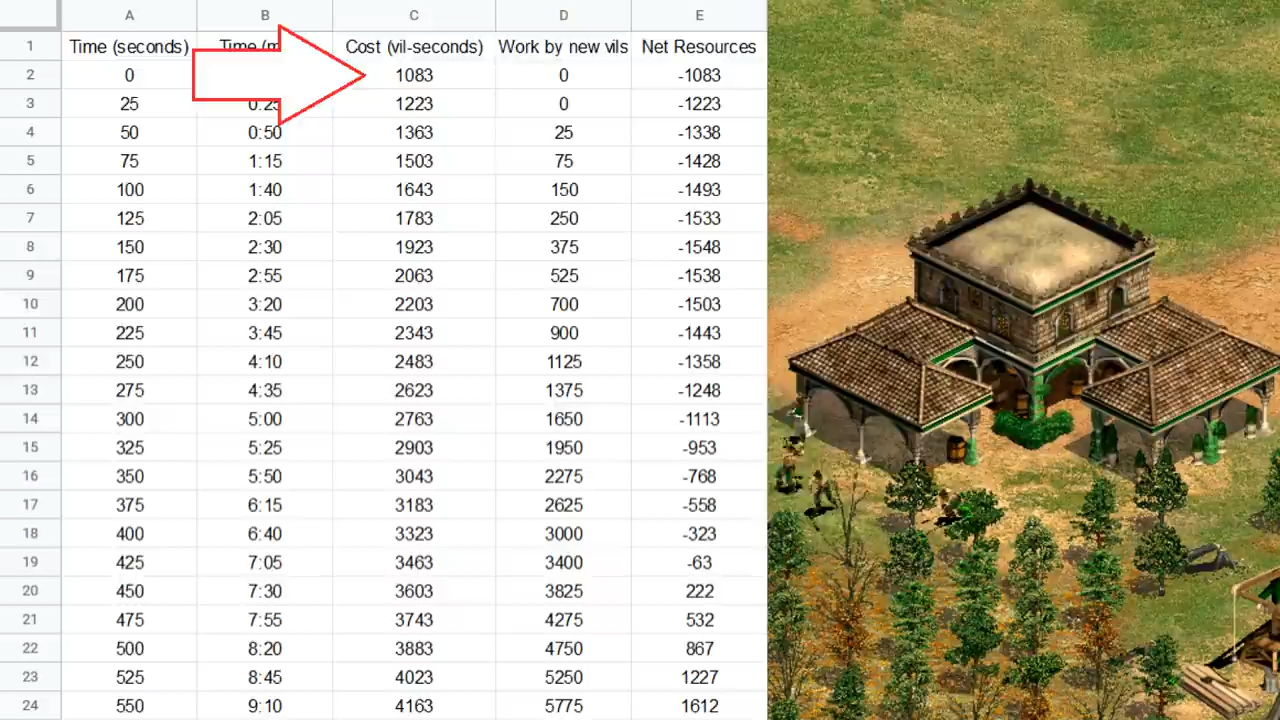 A B C D E
1 Time (seconds) Cost (vil-seconds) Work by new vils Net Resources
2 0 1083 0 -1083
3 25 0:25 1223 0 -1223
4 50 0:50 1363 25 -1338
5 75 1:15 1503 75 -1428
6 100 1:40 1643 150 -1493
7 125 2:05 1783 250 -1533
8 150 2:30 1923 375 -1548
9 175 2:55 2063 525 -1538
10 200 3:20 2203 700 -1503
11 225 3:45 2343 900 -1443
12 250 4:10 2483 1125 -1358
13 275 4:35 2623 1375 -1248
14 300 5:00 2763 1650 -1113
15 325 5:25 2903 1950 -953
16 350 5:50 3043 2275 -768
17 375 6:15 3183 2625 -558
18 400 6:40 3323 3000 -323
19 425 7:05 3463 3400 -63
20 450 7:30 3603 3825 222
21 475 7:55 3743 4275 532
22 500 8:20 3883 4750 867
23 525 8:45 4023 5250 1227
24 550 9:10 4163 5775 1612